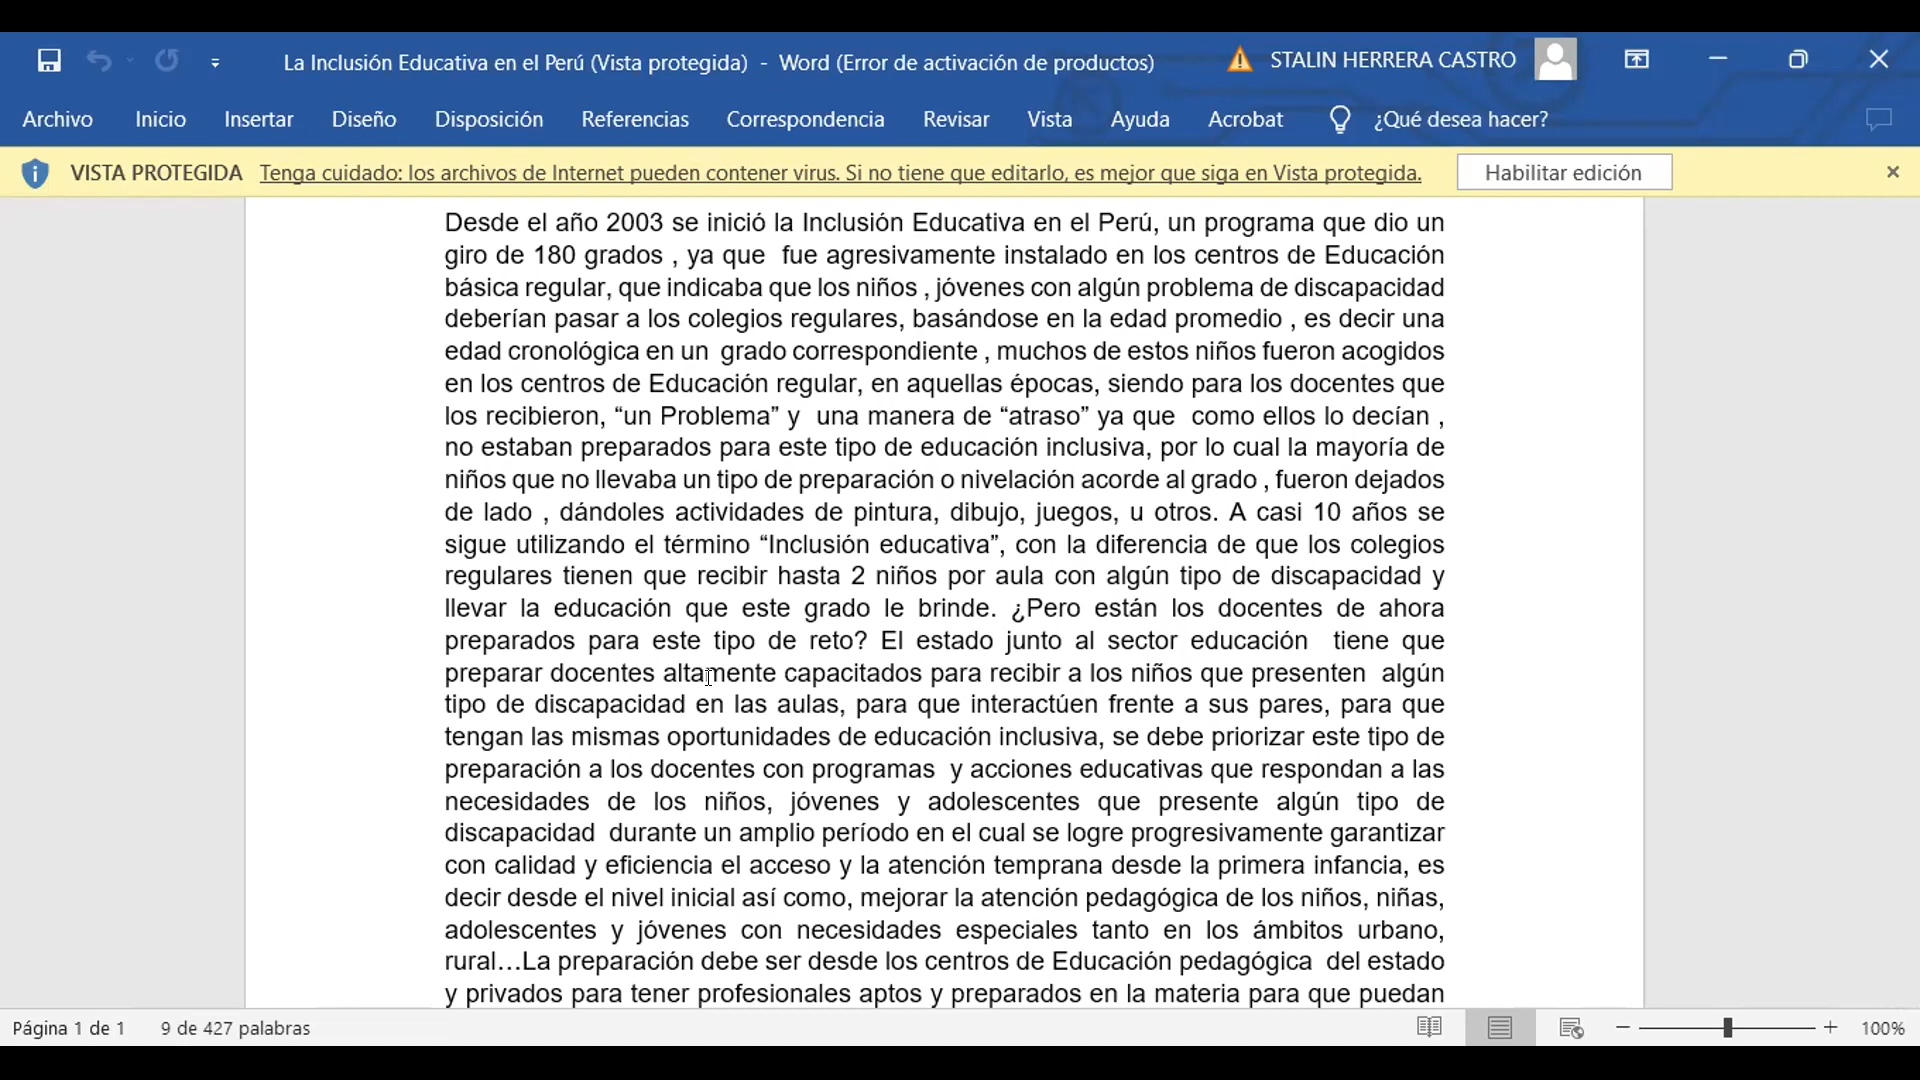 La Inclusión Educativa en el Perú (Vista protegida) - Word (Error de activación de productos)
STALIN HERRERA CASTRO
Archivo Inicio Insertar Diseño Disposición Referencias Correspondencia Revisar Vista Ayuda Acrobat ¿Qué desea hacer?
VISTA PROTEGIDA Tenga cuidado: los archivos de Internet pueden contener virus. Si no tiene que editarlo, es mejor que siga en Vista protegida. Habilitar edición
Desde el año 2003 se inició la Inclusión Educativa en el Perú, un programa que dio un
giro de 180 grados , ya que fue agresivamente instalado en los centros de Educación
básica regular, que indicaba que los niños , jóvenes con algún problema de discapacidad
deberían pasar a los colegios regulares, basándose en la edad promedio , es decir una
edad cronológica en un grado correspondiente , muchos de estos niños fueron acogidos
en los centros de Educación regular, en aquellas épocas, siendo para los docentes que
los recibieron, “un Problema” y una manera de “atraso” ya que como ellos lo decían ,
no estaban preparados para este tipo de educación inclusiva, por lo cual la mayoría de
niños que no llevaba un tipo de preparación o nivelación acorde al grado , fueron dejados
de lado , dándoles actividades de pintura, dibujo, juegos, u otros. A casi 10 años se
sigue utilizando el término “Inclusión educativa”, con la diferencia de que los colegios
regulares tienen que recibir hasta 2 niños por aula con algún tipo de discapacidad y
llevar la educación que este grado le brinde. ¿Pero están los docentes de ahora
preparados para este tipo de reto? El estado junto al sector educación tiene que
preparar docentes altamente capacitados para recibir a los niños que presenten algún
tipo de discapacidad en las aulas, para que interactúen frente a sus pares, para que
tengan las mismas oportunidades de educación inclusiva, se debe priorizar este tipo de
preparación a los docentes con programas y acciones educativas que respondan a las
necesidades de los niños, jóvenes y adolescentes que presente algún tipo de
discapacidad durante un amplio período en el cual se logre progresivamente garantizar
con calidad y eficiencia el acceso y la atención temprana desde la primera infancia, es
decir desde el nivel inicial así como, mejorar la atención pedagógica de los niños, niñas,
adolescentes y jóvenes con necesidades especiales tanto en los ámbitos urbano,
rural…La preparación debe ser desde los centros de Educación pedagógica del estado
y privados para tener profesionales aptos y preparados en la materia para que puedan
Página 1 de 1 9 de 427 palabras 100%